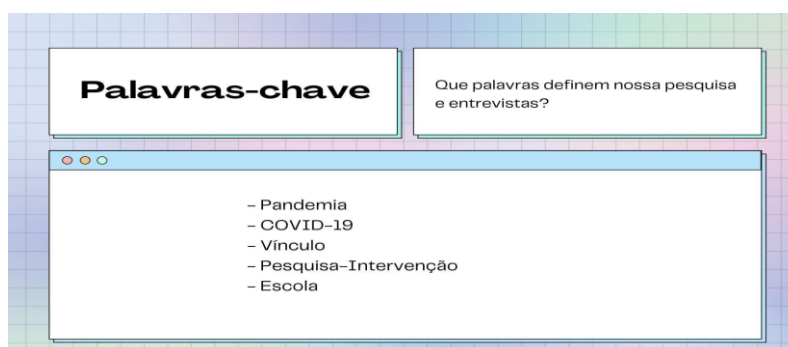 Palavras-chave
Que palavras definem nossa pesquisa
e entrevistas?
– Pandemia
– COVID-19
– Vínculo
– Pesquisa-Intervenção
– Escola